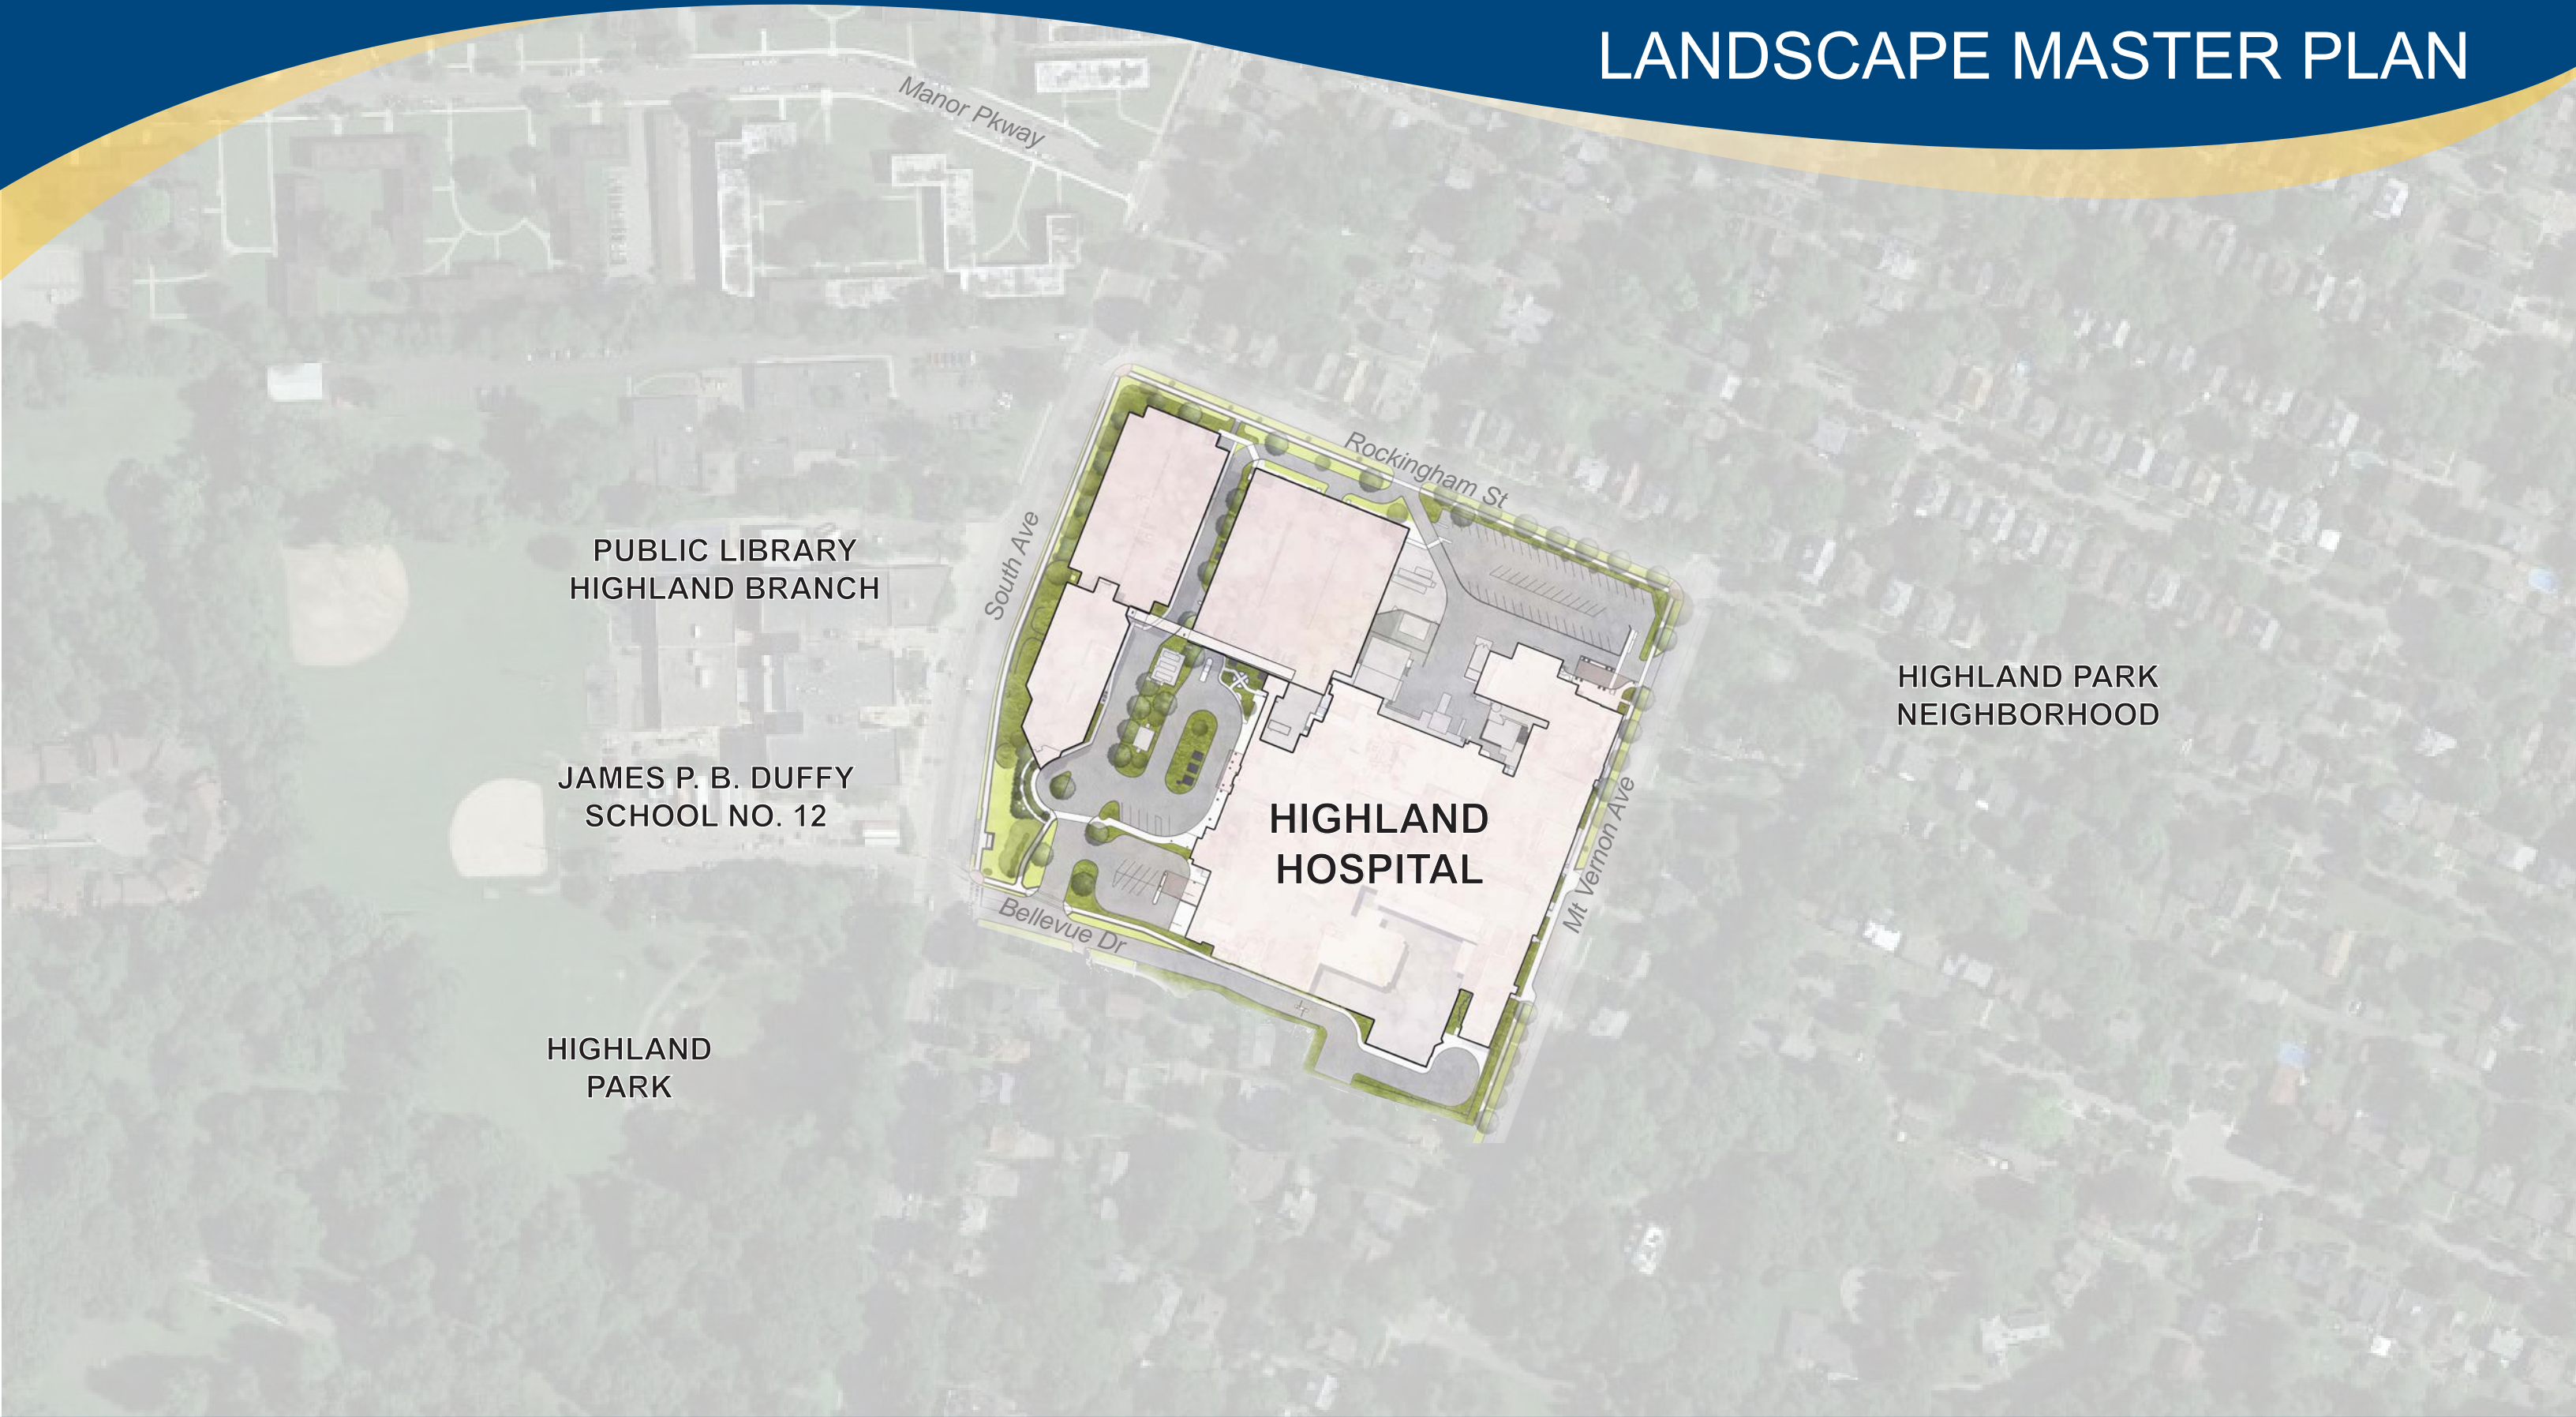 LANDSCAPE MASTER PLAN
Manor Pkway
Rockingham St
South Ave
PUBLIC LIBRARY
HIGHLAND BRANCH
HIGHLAND PARK
NEIGHBORHOOD
JAMES P. B. DUFFY
SCHOOL NO. 12
HIGHLAND
HOSPITAL
Mt Vernon Ave
Bellevue Dr
HIGHLAND
PARK